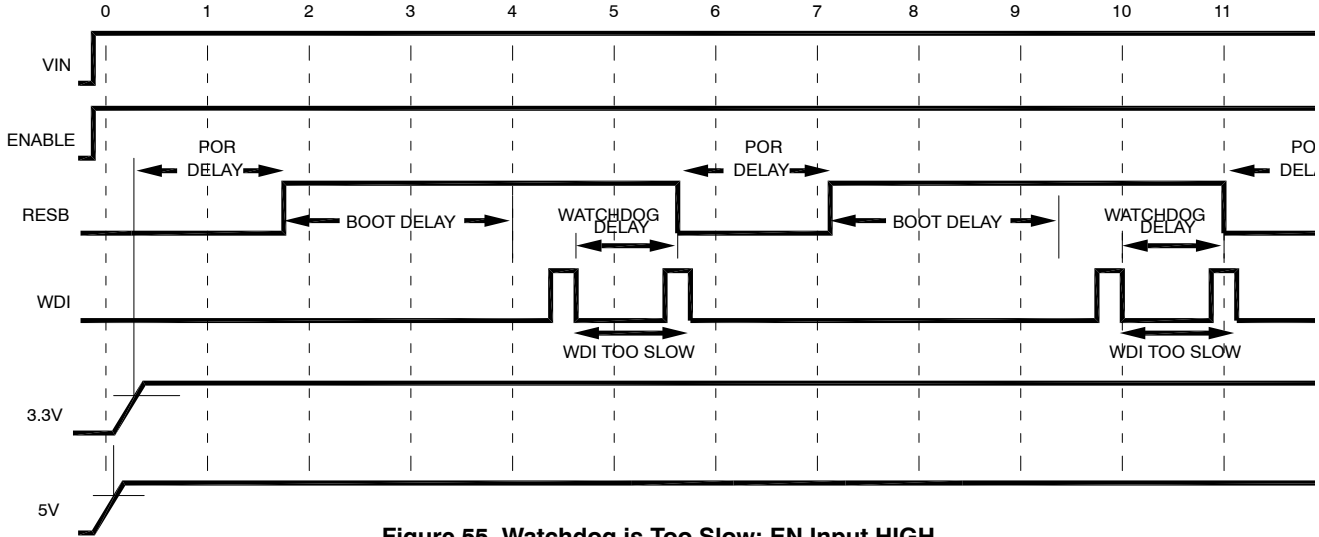 0 1 2 3 4 5 6 7 8 9 10 11
VIN
ENABLE
POR DELAY
POR DELAY
PO
DELA
RESB
BOOT DELAY
WATCHDOG DELAY
BOOT DELAY
WATCHDOG DELAY
WDI
WDI TOO SLOW
WDI TOO SLOW
3.3V
5V
Figure 55. Watchdog is Too Slow: EN Input HIGH